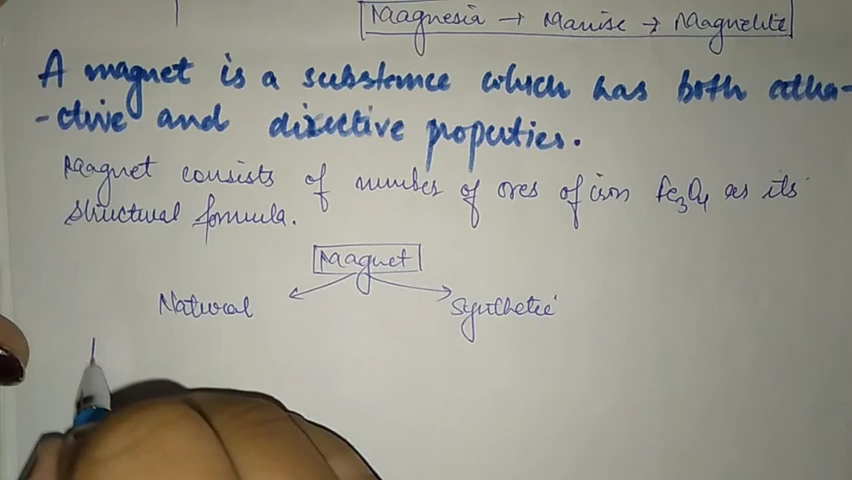 Magnesia → Manise → Magnetite
A magnet is a substance which has both attra-
-ctive and directive properties.
Magnet consists of number of ores of iron Fe3O4 as its
structural formula.
Magnet
Natural Synthetic